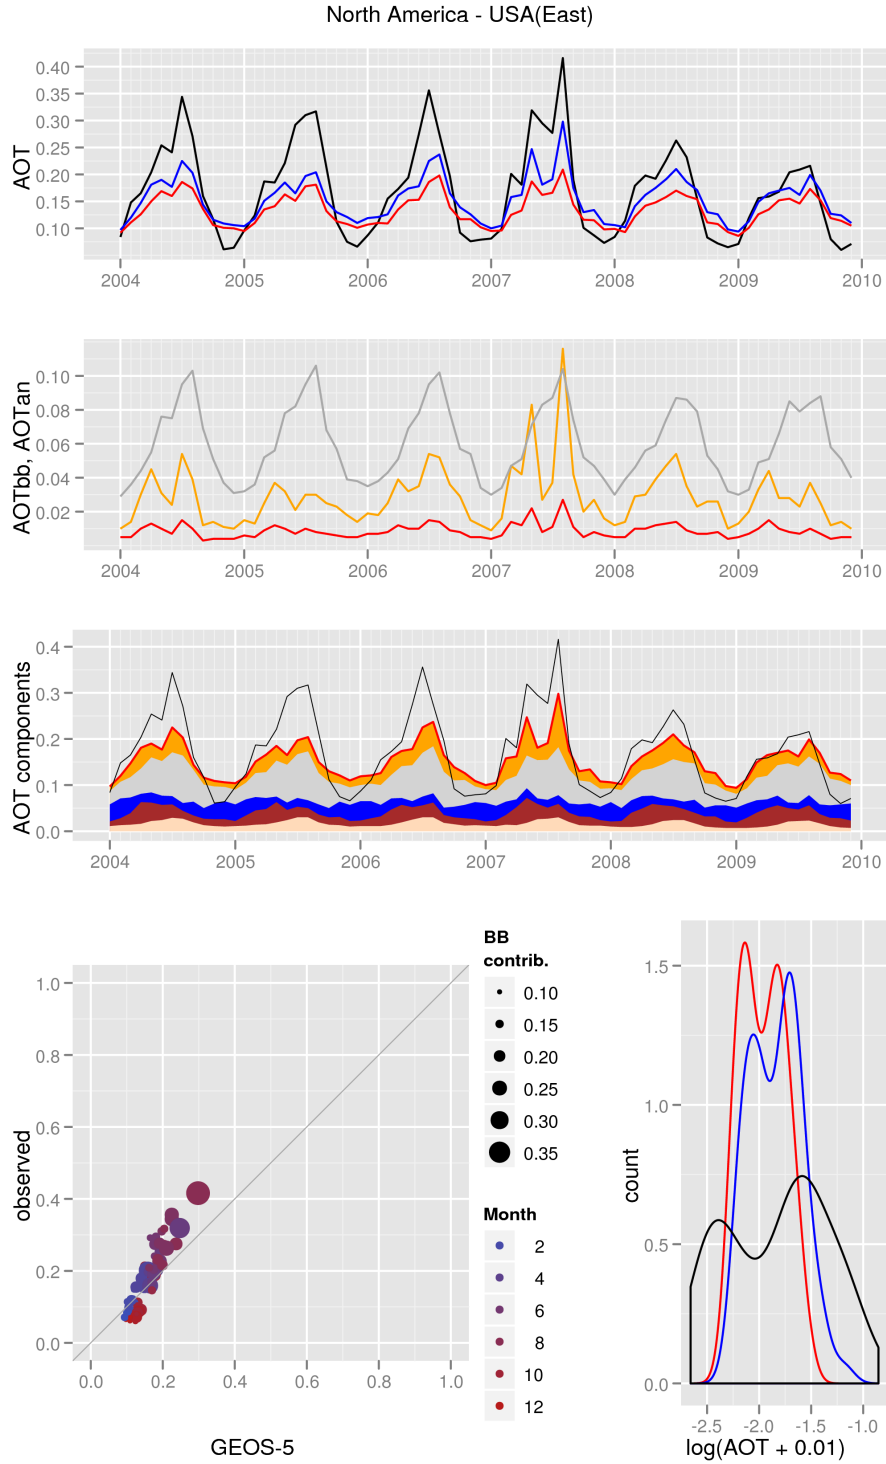 North America - USA(East)
AOT
0.40
0.35
0.30
0.25
0.20
0.15
0.10
2004 2005 2006 2007 2008 2009 2010
AOTbb, AOTan
0.10
0.08
0.06
0.04
0.02
2004 2005 2006 2007 2008 2009 2010
AOT components
0.4
0.3
0.2
0.1
0.0
2004 2005 2006 2007 2008 2009 2010
observed
1.0
0.8
0.6
0.4
0.2
0.0
0.0 0.2 0.4 0.6 0.8 1.0
GEOS-5
BB
contrib.
0.10
0.15
0.20
0.25
0.30
0.35
Month
2
4
6
8
10
12
count
1.5
1.0
0.5
0.0
-2.5 -2.0 -1.5 -1.0
log(AOT + 0.01)